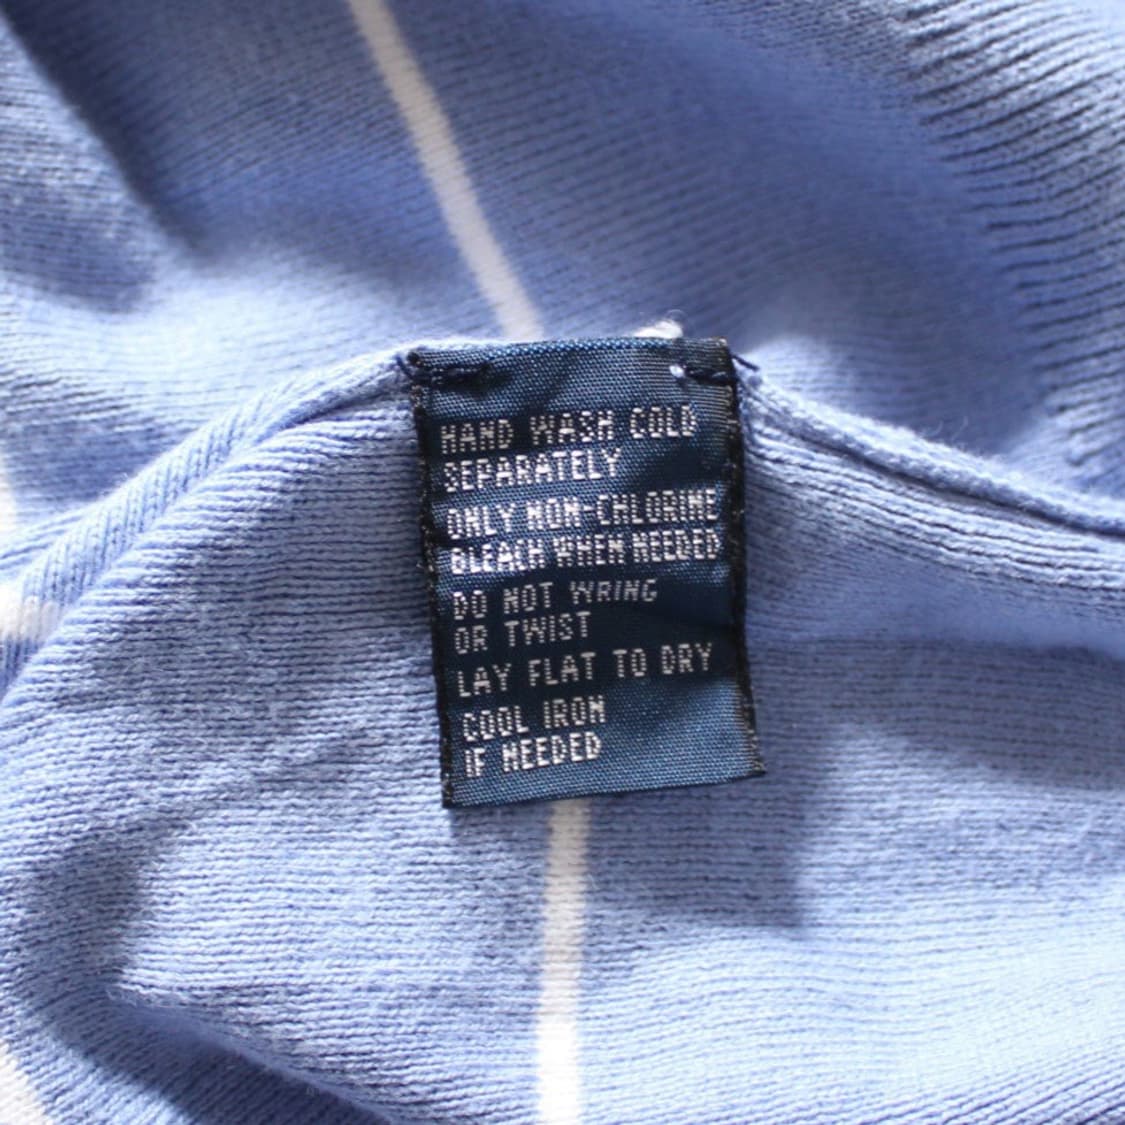 HAND WASH COLD
SEPARATELY
ONLY NON-CHLORINE
BLEACH WHEN NEEDED
DO NOT WRING
OR TWIST
LAY FLAT TO DRY
COOL IRON
IF NEEDED